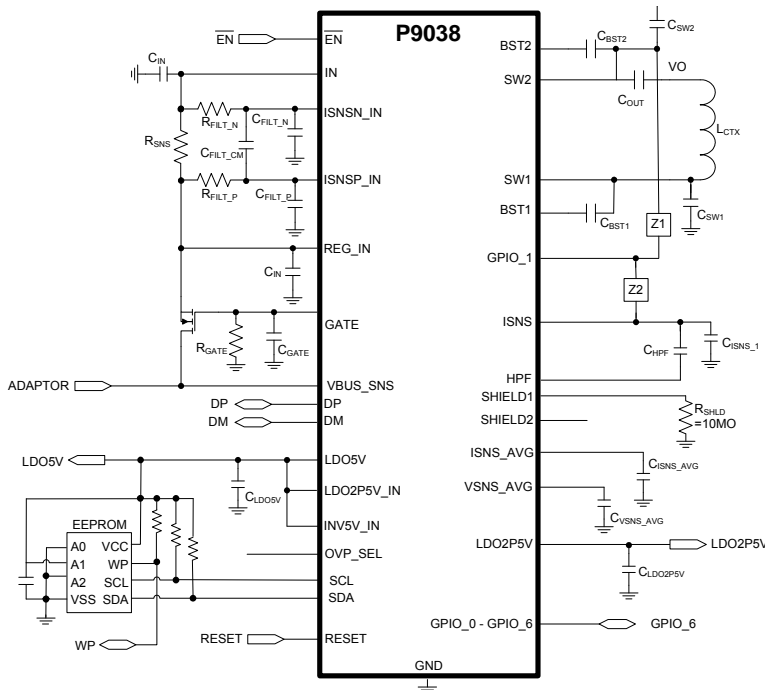 P9038
EN
EN
IN
ISNSN_IN
ISNSP_IN
REG_IN
GATE
VBUS_SNS
DP
DM
LDO5V
LDO2P5V_IN
INV5V_IN
OVP_SEL
SCL
SDA
RESET
GND
CIN
RFILT_N
CFILT_N
RSNS
CFILT_CM
RFILT_P
CFILT_P
CIN
RGATE
CGATE
ADAPTOR
DP
DM
LDO5V
CLDO5V
EEPROM
A0 VCC
A1 WP
A2 SCL
VSS SDA
WP
RESET
BST2
SW2
SW1
BST1
GPIO_1
ISNS
HPF
SHIELD1
SHIELD2
ISNS_AVG
VSNS_AVG
LDO2P5V
GPIO_0 - GPIO_6
CSW2
CBST2
VO
COUT
LCTX
CSW1
CBST1
Z1
Z2
CHPF
CISNS_1
RSHLD
=10MO
CISNS_AVG
CVSNS_AVG
LDO2P5V
CLDO2P5V
GPIO_6